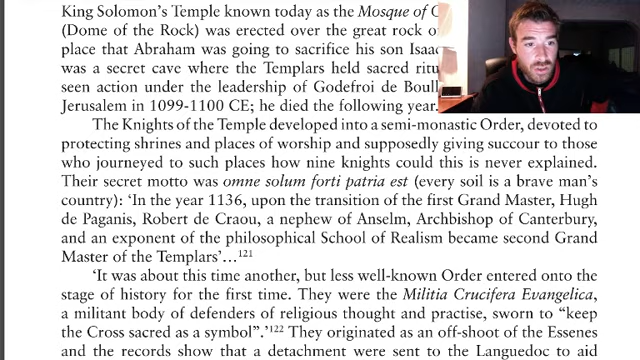 King Solomon's Temple known today as the Mosque of
(Dome of the Rock) was erected over the great rock o
place that Abraham was going to sacrifice his son Isaac
was a secret cave where the Templars held sacred ritu
seen action under the leadership of Godefroi de Boull
Jerusalem in 1099-1100 CE; he died the following year.
The Knights of the Temple developed into a semi-monastic Order, devoted to
protecting shrines and places of worship and supposedly giving succour to those
who journeyed to such places how nine knights could this is never explained.
Their secret motto was omne solum forti patria est (every soil is a brave man's
country): 'In the year 1136, upon the transition of the first Grand Master, Hugh
de Paganis, Robert de Craou, a nephew of Anselm, Archbishop of Canterbury,
and an exponent of the philosophical School of Realism became second Grand
Master of the Templars'…121
'It was about this time another, but less well-known Order entered onto the
stage of history for the first time. They were the Militia Crucifera Evangelica,
a militant body of defenders of religious thought and practise, sworn to "keep
the Cross sacred as a symbol".'122 They originated as an off-shoot of the Essenes
and the records show that a detachment were sent to the Languedoc to aid